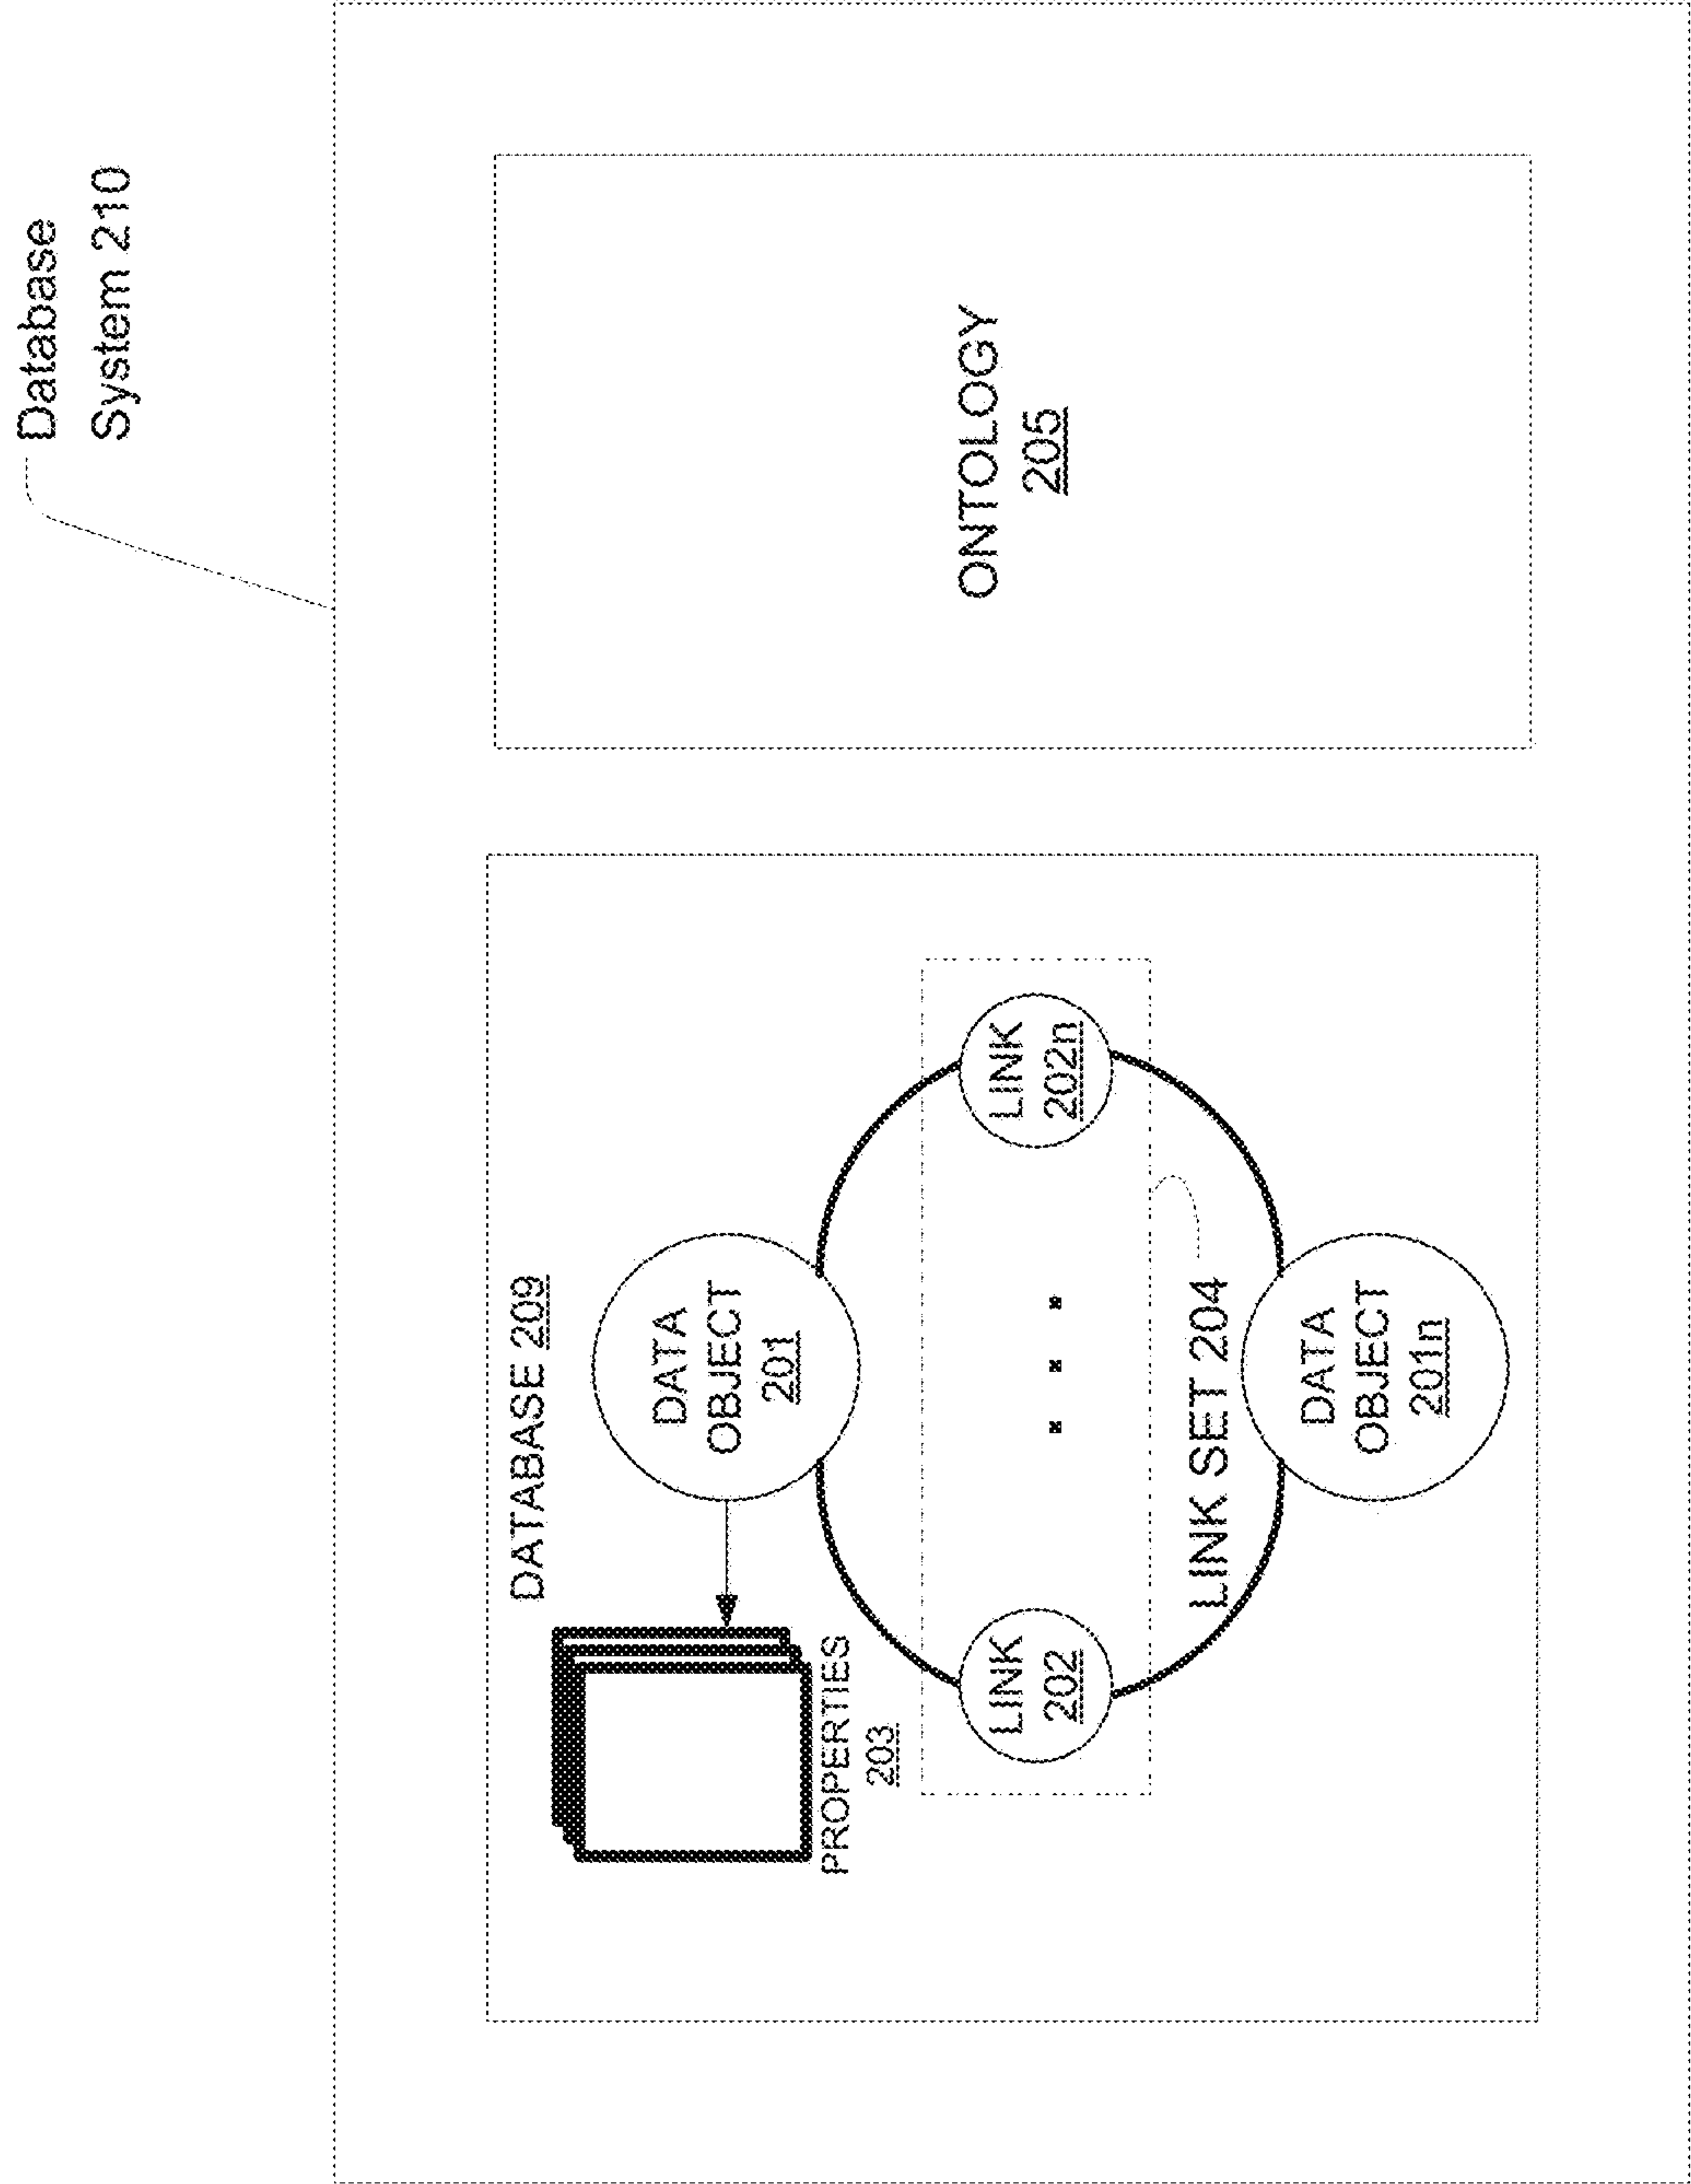 Database
System 210
DATABASE 209
PROPERTIES
203
DATA
OBJECT
201
LINK
202
LINK
202n
LINK SET 204
DATA
OBJECT
201n
ONTOLOGY
205